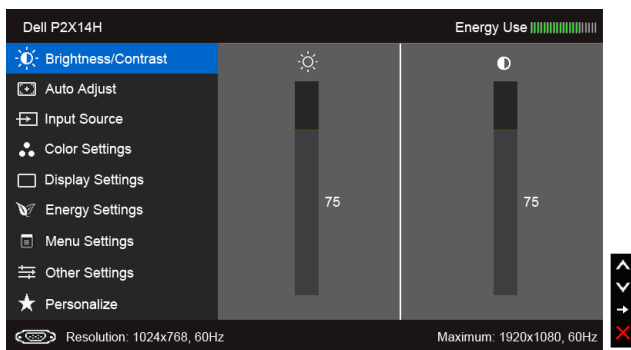 Dell P2X14H
Energy Use
Brightness/Contrast
Auto Adjust
Input Source
Color Settings
Display Settings
Energy Settings
Menu Settings
Other Settings
Personalize
75
75
Resolution: 1024x768, 60Hz
Maximum: 1920x1080, 60Hz